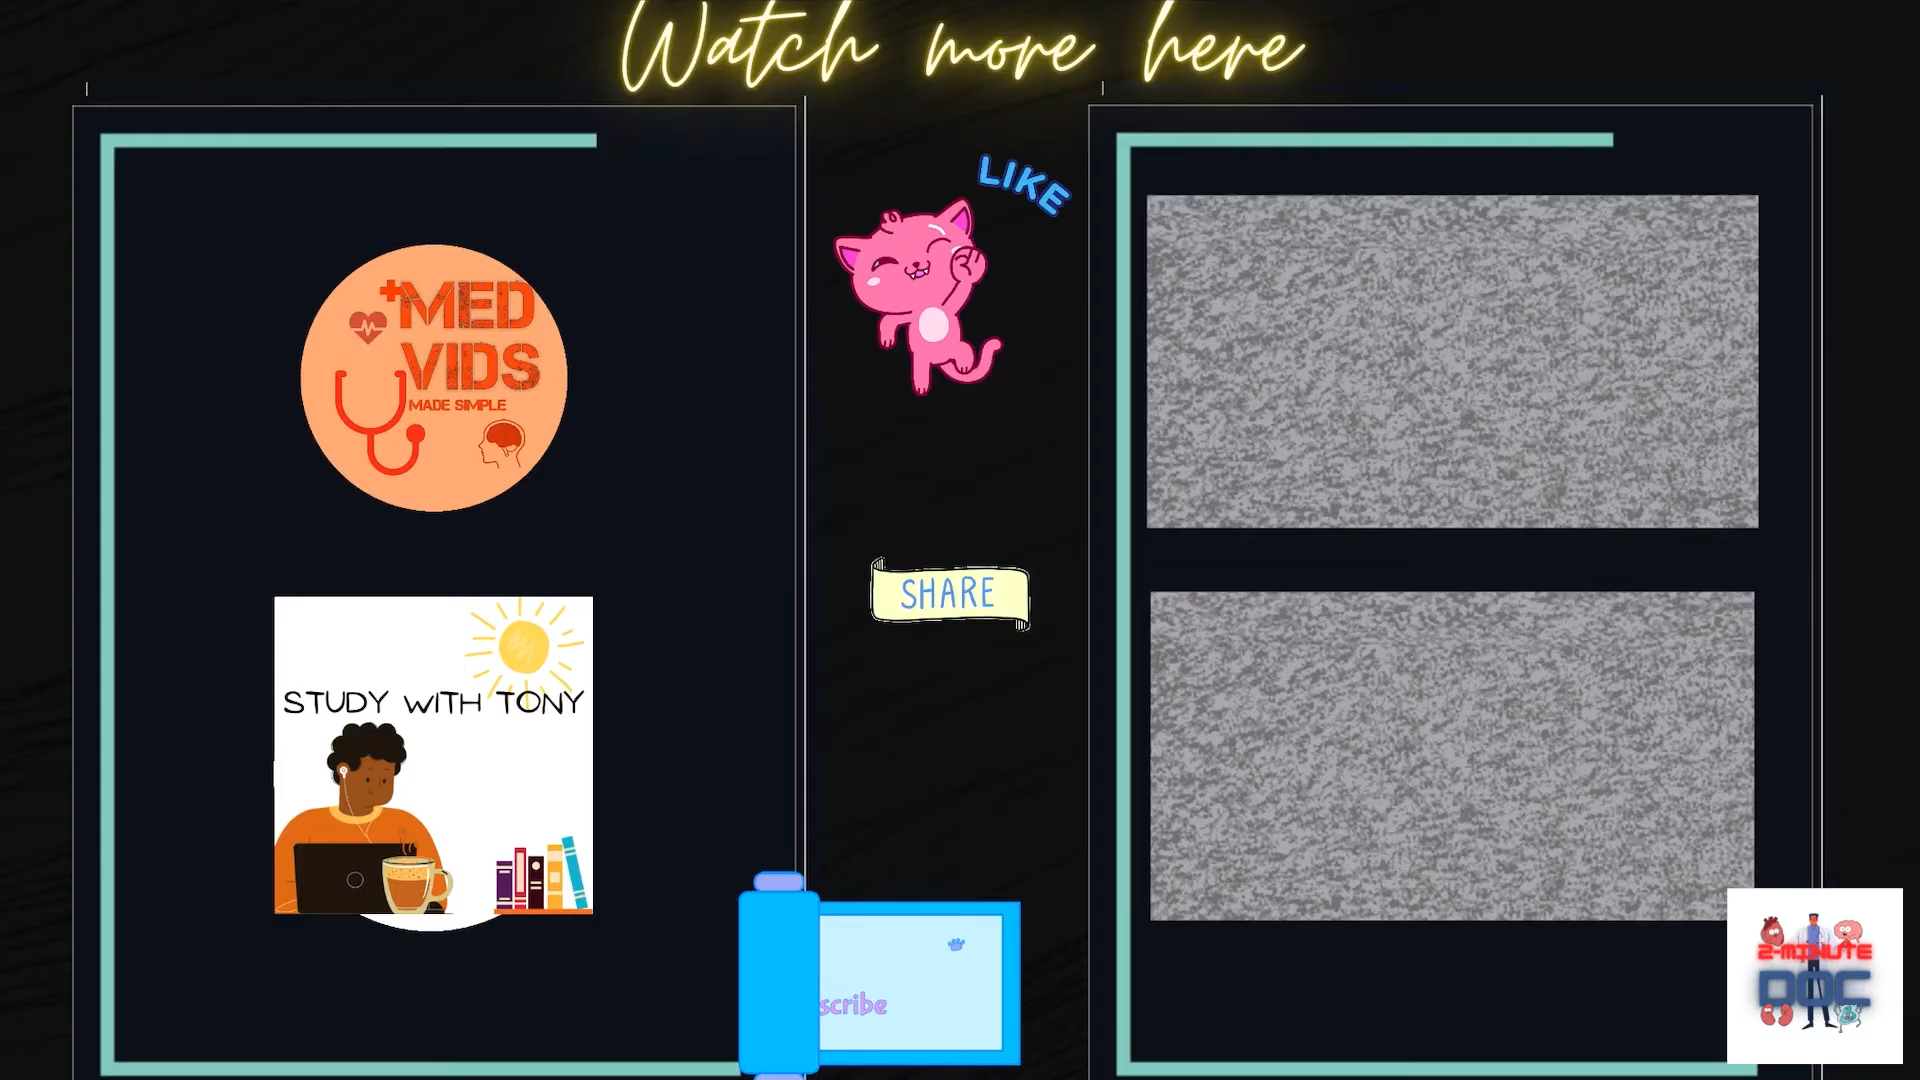 Watch more here
LIKE
MED
VIDS
MADE SIMPLE
SHARE
STUDY WITH TONY
scribe
2-MINUTE
DOC